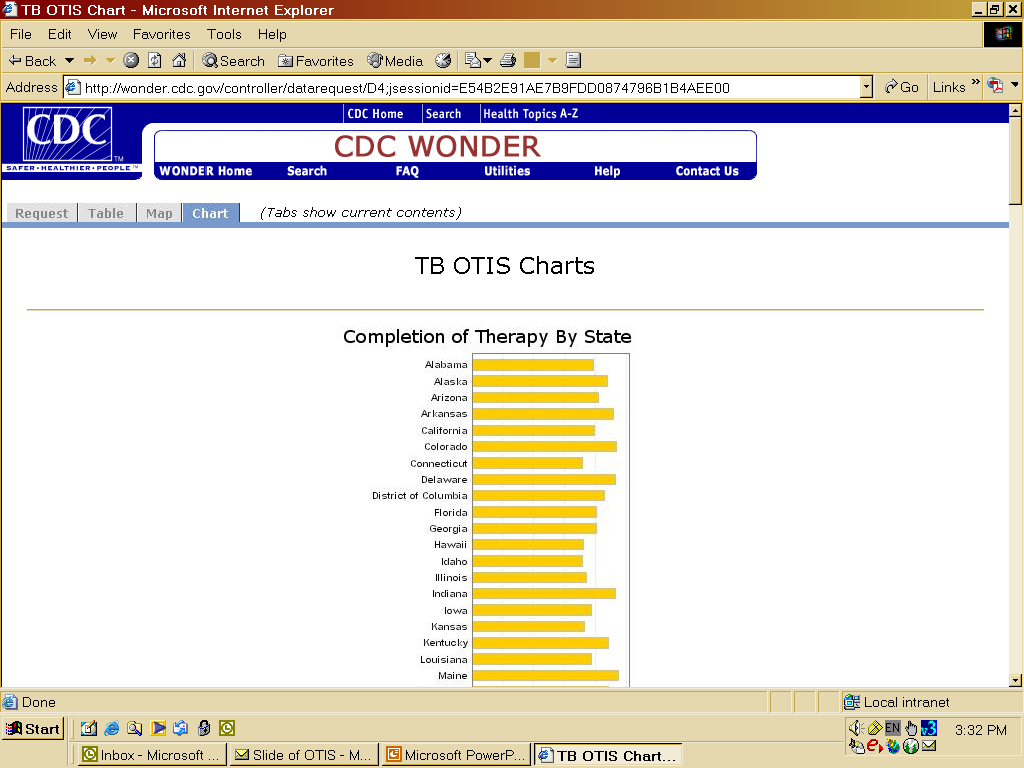 TB OTIS Chart - Microsoft Internet Explorer
File Edit View Favorites Tools Help
Back Search Favorites Media
Address http://wonder.cdc.gov/controller/datarequest/D4;jsessionid=E54B2E91AE7B9FDD0874796B1B4AEE00 Go Links »
CDC Home Search Health Topics A-Z
CDC TM
SAFER • HEALTHIER • PEOPLE™
CDC WONDER
WONDER Home Search FAQ Utilities Help Contact Us
Request Table Map Chart (Tabs show current contents)
TB OTIS Charts
Completion of Therapy By State
Alabama
Alaska
Arizona
Arkansas
California
Colorado
Connecticut
Delaware
District of Columbia
Florida
Georgia
Hawaii
Idaho
Illinois
Indiana
Iowa
Kansas
Kentucky
Louisiana
Maine
Done Local intranet
Start EN 3:32 PM
Inbox - Microsoft ... Slide of OTIS - M... Microsoft PowerP... TB OTIS Chart...